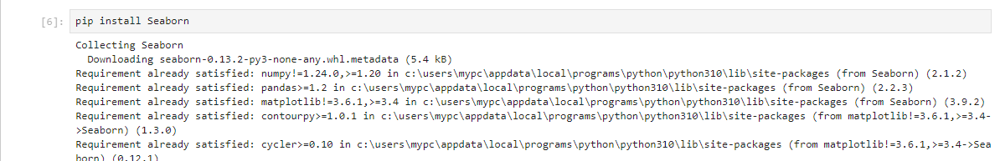 [6]: pip install Seaborn
Collecting Seaborn
  Downloading seaborn-0.13.2-py3-none-any.whl.metadata (5.4 kB)
Requirement already satisfied: numpy!=1.24.0,>=1.20 in c:\users\mypc\appdata\local\programs\python\python310\lib\site-packages (from Seaborn) (2.1.2)
Requirement already satisfied: pandas>=1.2 in c:\users\mypc\appdata\local\programs\python\python310\lib\site-packages (from Seaborn) (2.2.3)
Requirement already satisfied: matplotlib!=3.6.1,>=3.4 in c:\users\mypc\appdata\local\programs\python\python310\lib\site-packages (from Seaborn) (3.9.2)
Requirement already satisfied: contourpy>=1.0.1 in c:\users\mypc\appdata\local\programs\python\python310\lib\site-packages (from matplotlib!=3.6.1,>=3.4-
>Seaborn) (1.3.0)
Requirement already satisfied: cycler>=0.10 in c:\users\mypc\appdata\local\programs\python\python310\lib\site-packages (from matplotlib!=3.6.1,>=3.4->Sea
born) (0.12.1)